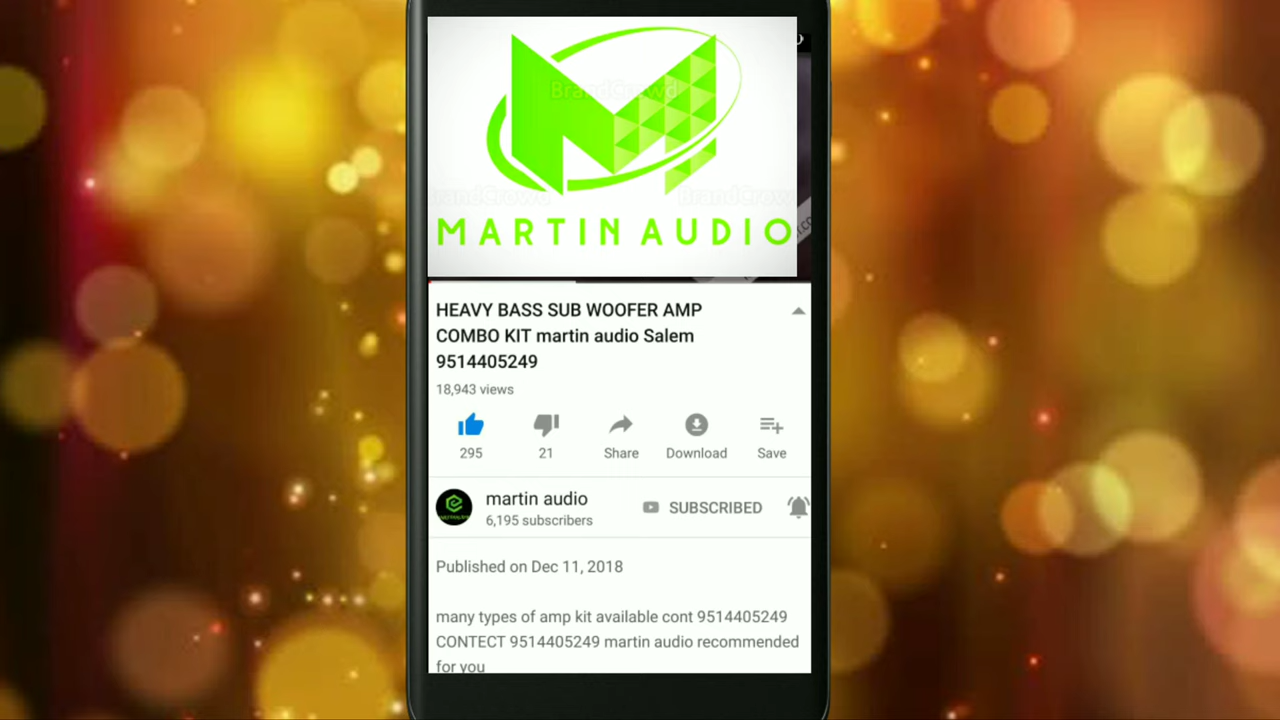 BrandCrowd
BrandCrowd
MARTIN AUDIO
HEAVY BASS SUB WOOFER AMP
COMBO KIT martin audio Salem
9514405249
18,943 views
295
21
Share
Download
Save
martin audio
6,195 subscribers
SUBSCRIBED
Published on Dec 11, 2018
many types of amp kit available cont 9514405249
CONTECT 9514405249 martin audio recommended
for you